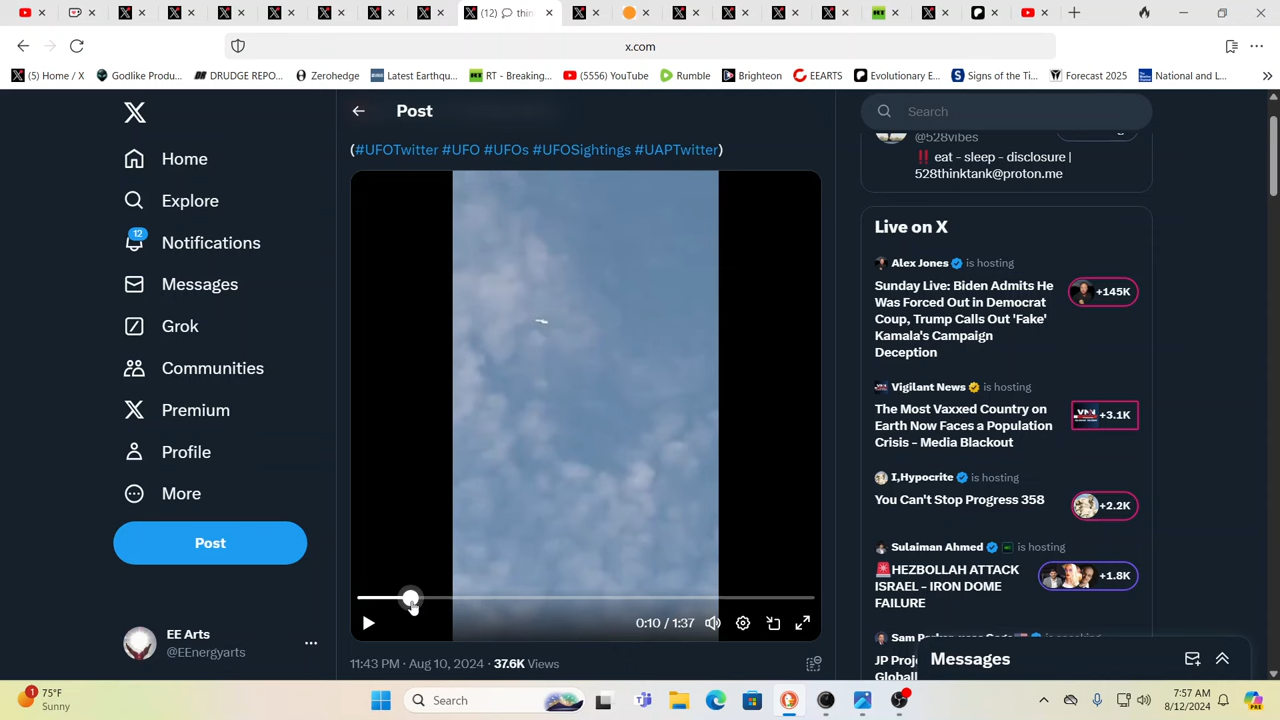 (12) thin
x.com
(5) Home / X
Godlike Produ...
DRUDGE REPO...
Zerohedge
Latest Earthqu...
RT - Breaking...
(5556) YouTube
Rumble
Brighteon
EEARTS
Evolutionary E...
Signs of the Ti...
Forecast 2025
National and L...
Post
Search
(#UFOTwitter #UFO #UFOs #UFOSightings #UAPTwitter)
@528vibes
‼️ eat - sleep - disclosure |
528thinktank@proton.me
Home
Explore
12
Notifications
Messages
Grok
Communities
Premium
Profile
More
Post
EE Arts
@EEnergyarts
0:10 / 1:37
11:43 PM · Aug 10, 2024 · 37.6K Views
Live on X
Alex Jones is hosting
Sunday Live: Biden Admits He
Was Forced Out in Democrat
Coup, Trump Calls Out 'Fake'
Kamala's Campaign
Deception
+145K
Vigilant News is hosting
The Most Vaxxed Country on
Earth Now Faces a Population
Crisis – Media Blackout
+3.1K
I,Hypocrite is hosting
You Can't Stop Progress 358
+2.2K
Sulaiman Ahmed is hosting
🚨HEZBOLLAH ATTACK
ISRAEL - IRON DOME
FAILURE
+1.8K
JP Proj
Global
Messages
1
75°F
Sunny
Search
7:57 AM
8/12/2024